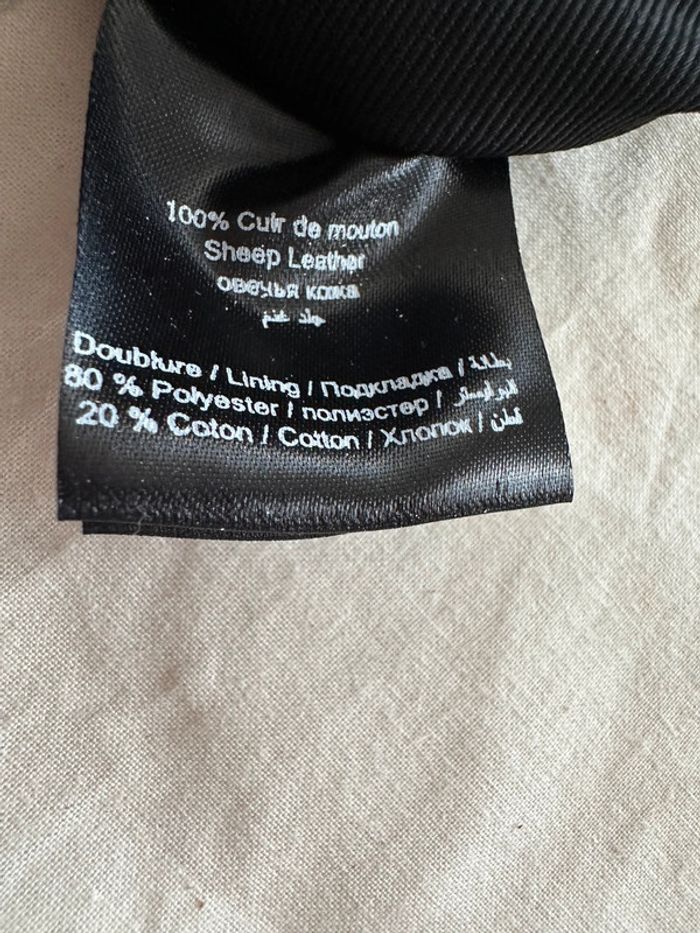 100% Cuir de mouton
Sheep Leather
овечья кожа
جلد غنم
Doublure / Lining / Подкладка / بطانة
80 % Polyester / полиэстер / البوليستر
20 % Coton / Cotton / Хлопок / قطن